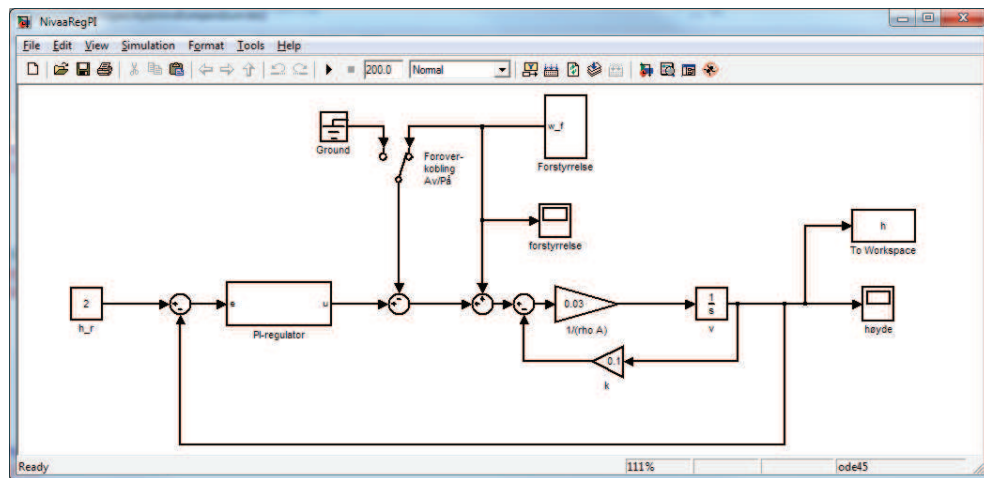 NivaaRegPI
File Edit View Simulation Format Tools Help
200.0 Normal
Ground
Forover-
kobling
Av/På
w_f
Forstyrrelse
forstyrrelse
h
To Workspace
2
h_r
e u
PI-regulator
0.03
1/(rho A)
1
s
v
høyde
0.1
k
Ready 111% ode45